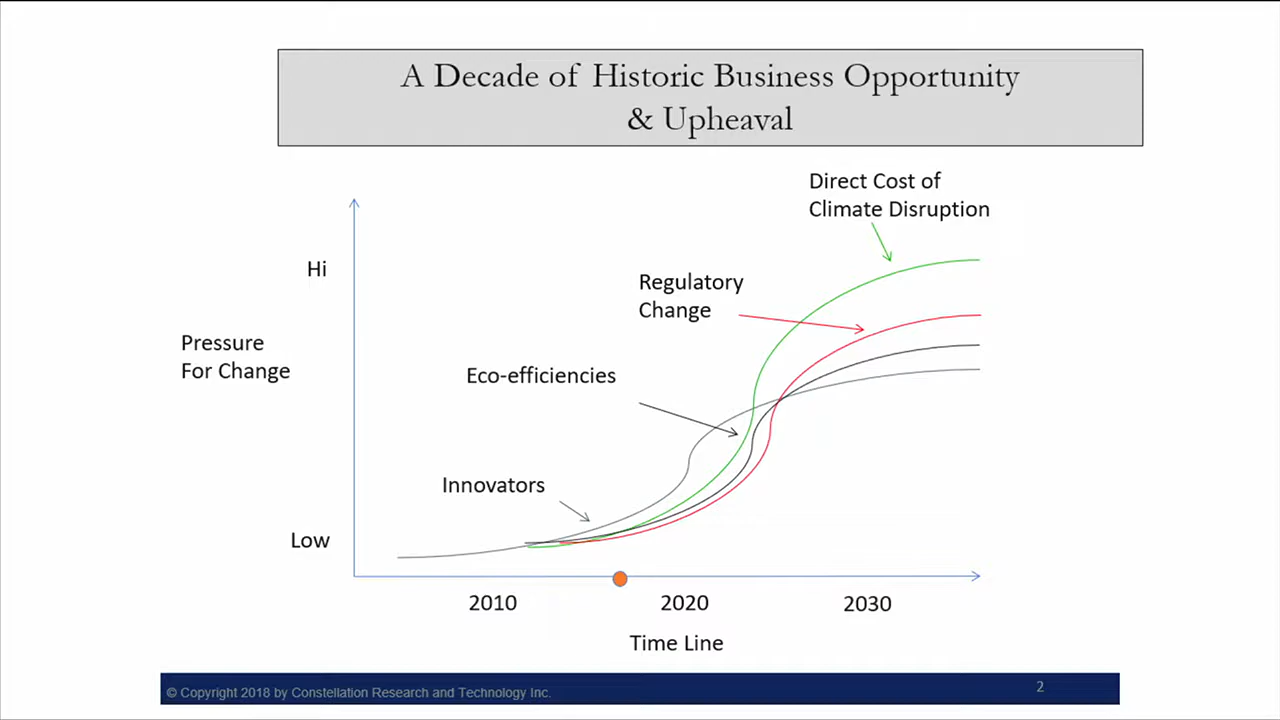 A Decade of Historic Business Opportunity
& Upheaval
Direct Cost of
Climate Disruption
Hi
Regulatory
Change
Pressure
For Change
Eco-efficiencies
Innovators
Low
2010
2020
2030
Time Line
© Copyright 2018 by Constellation Research and Technology Inc.
2